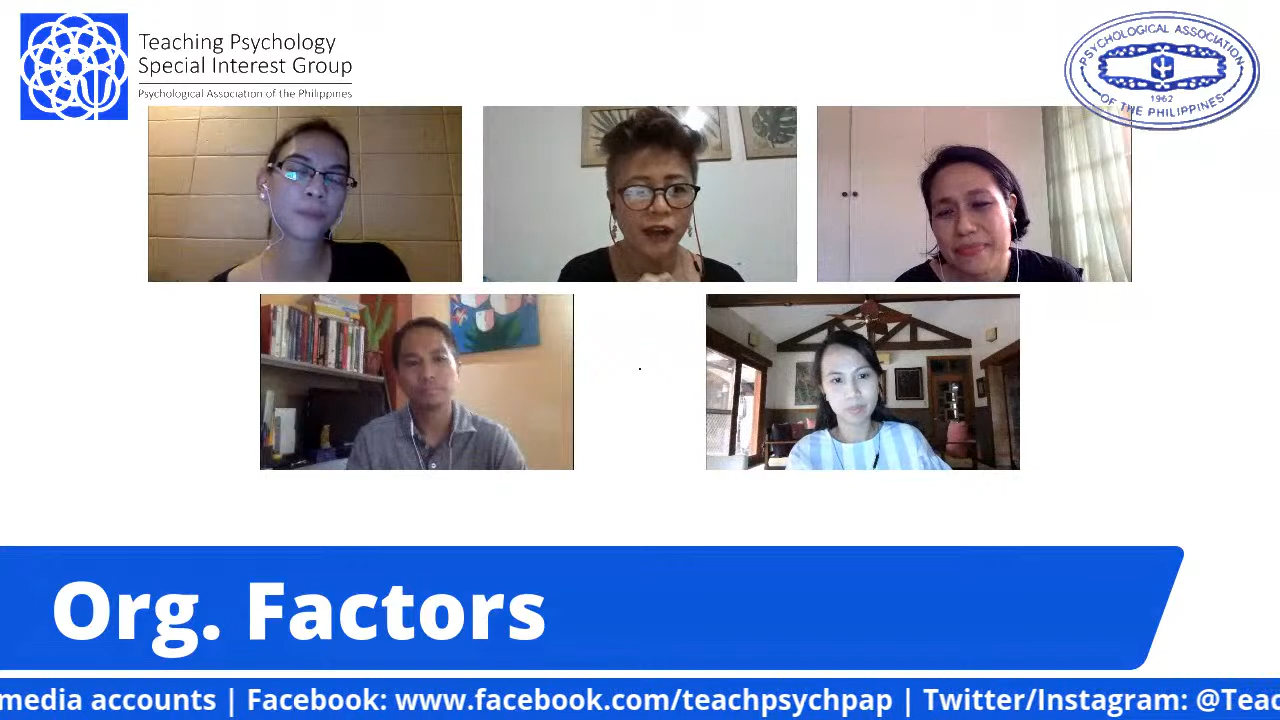 Teaching Psychology
Special Interest Group
Psychological Association of the Philippines
PSYCHOLOGICAL ASSOCIATION
1962
OF THE PHILIPPINES
Org. Factors
media accounts | Facebook: www.facebook.com/teachpsychpap | Twitter/Instagram: @Teac